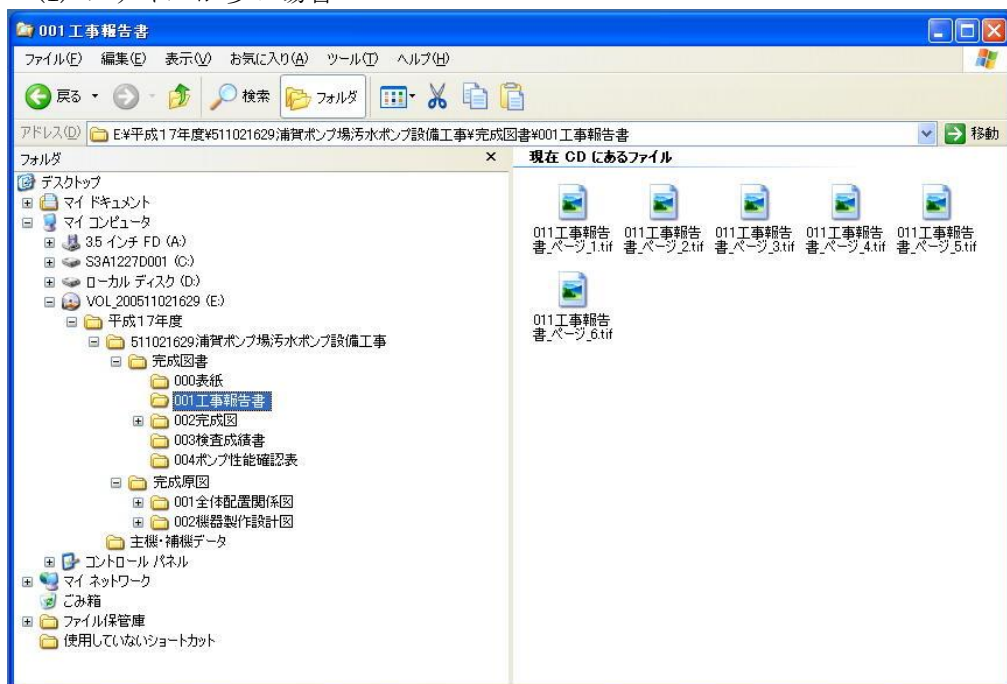 001工事報告書
ファイル(F) 編集(E) 表示(V) お気に入り(A) ツール(T) ヘルプ(H)
戻る 検索 フォルダ
アドレス(D) E:¥平成17年度¥511021629浦賀ポンプ場汚水ポンプ設備工事¥完成図書¥001工事報告書 移動
フォルダ ×
デスクトップ
マイ ドキュメント
マイ コンピュータ
3.5 インチ FD (A:)
S3A1227D001 (C:)
ローカル ディスク (D:)
VOL_200511021629 (E:)
平成17年度
511021629浦賀ポンプ場汚水ポンプ設備工事
完成図書
000表紙
001工事報告書
002完成図
003検査成績書
004ポンプ性能確認表
完成原図
001全体配置関係図
002機器製作設計図
主機・補機データ
コントロール パネル
マイ ネットワーク
ごみ箱
ファイル保管庫
使用していないショートカット
現在 CD にあるファイル
011工事報告
書_ページ_1.tif
011工事報告
書_ページ_2.tif
011工事報告
書_ページ_3.tif
011工事報告
書_ページ_4.tif
011工事報告
書_ページ_5.tif
011工事報告
書_ページ_6.tif